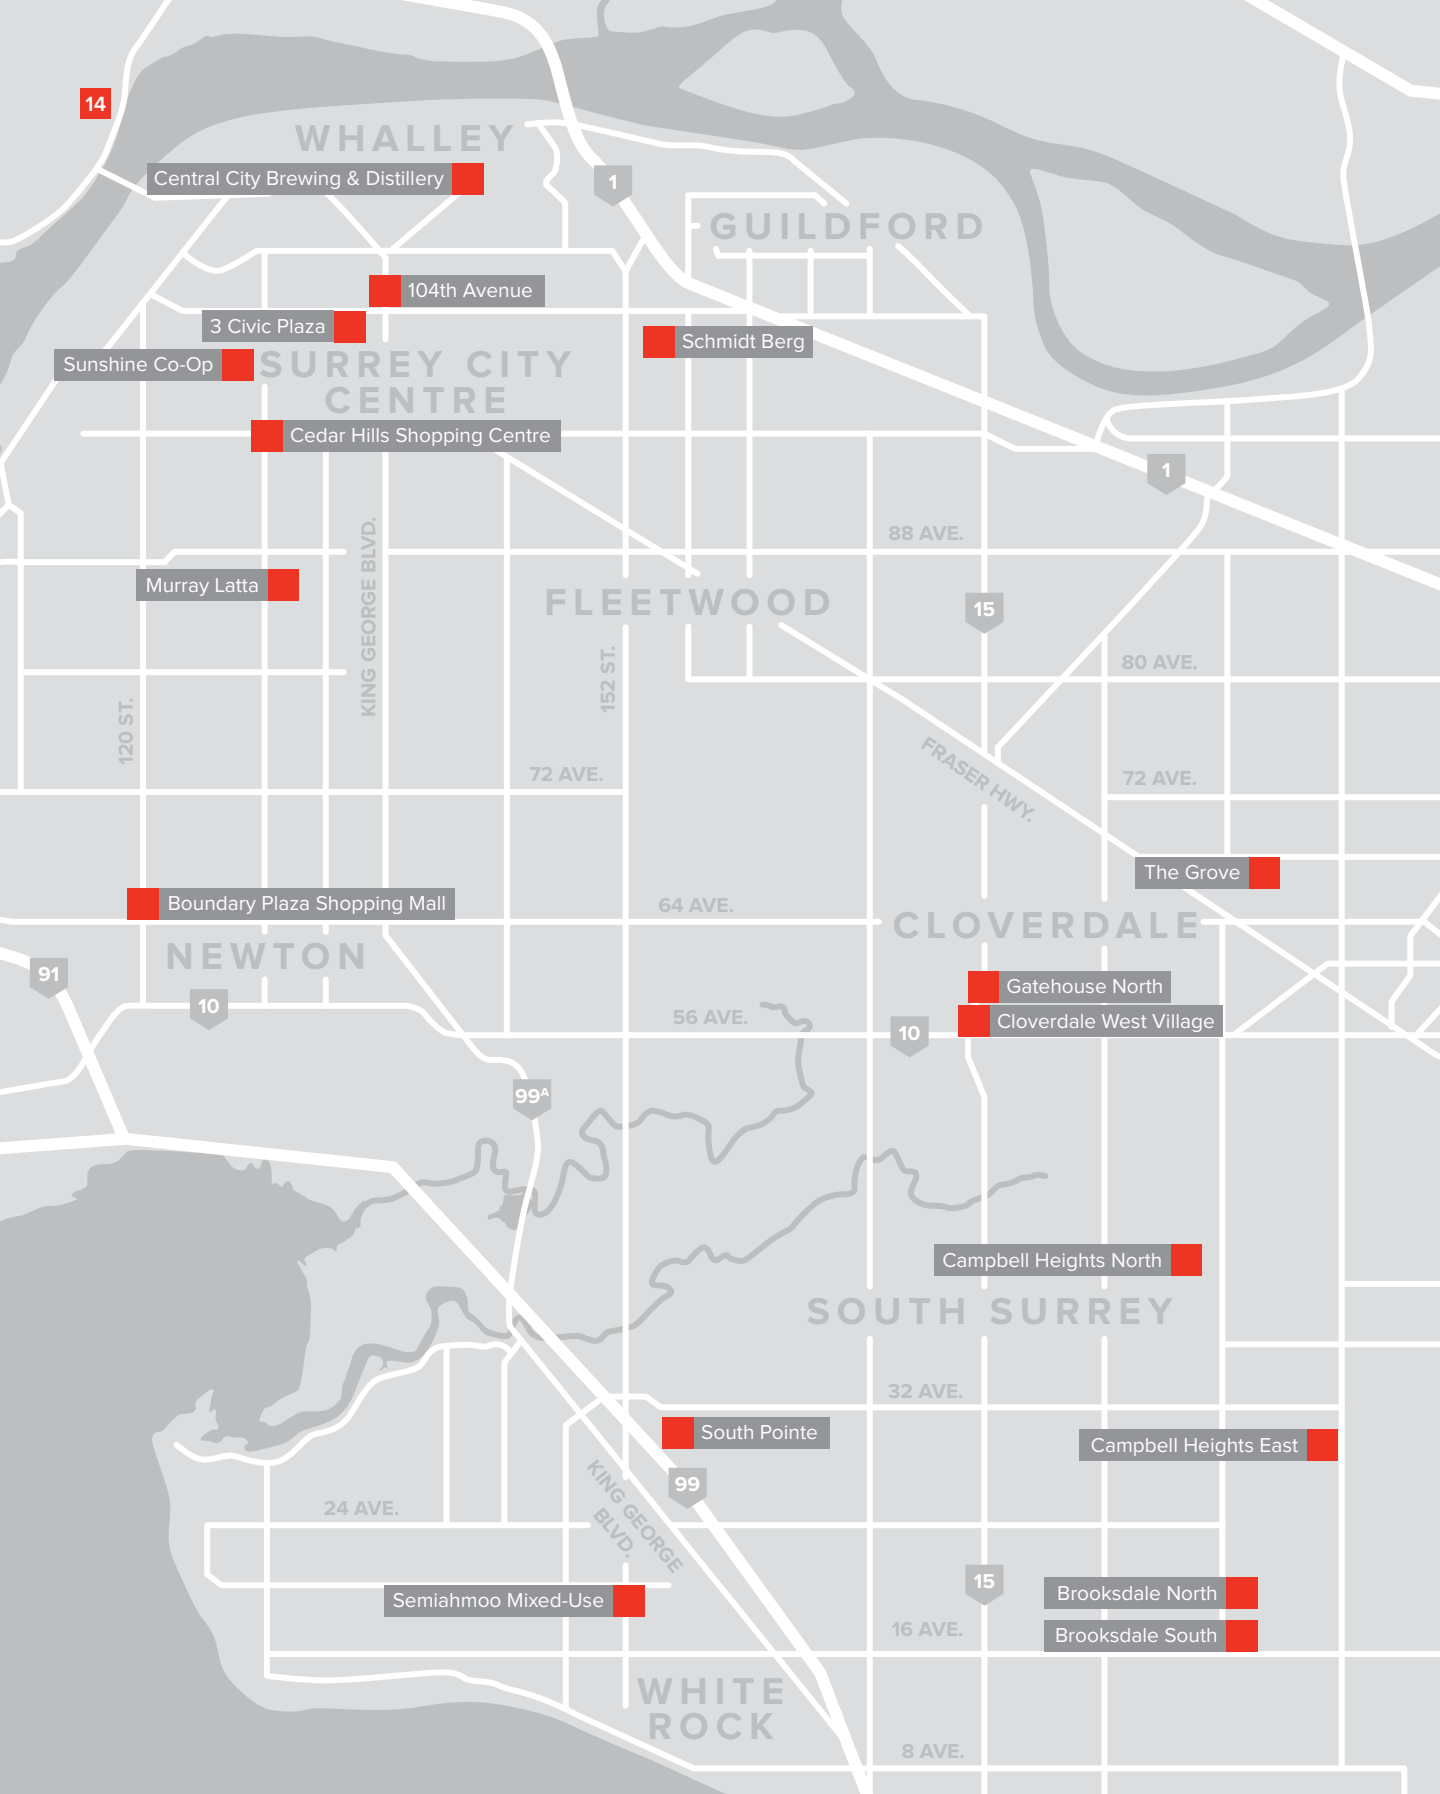 14
WHALLEY
Central City Brewing & Distillery
1
GUILDFORD
104th Avenue
3 Civic Plaza
Schmidt Berg
Sunshine Co-Op
SURREY CITY
CENTRE
Cedar Hills Shopping Centre
1
88 AVE.
Murray Latta
KING GEORGE BLVD.
FLEETWOOD
15
152 ST.
80 AVE.
120 ST.
FRASER HWY.
72 AVE.
72 AVE.
The Grove
Boundary Plaza Shopping Mall
64 AVE.
CLOVERDALE
NEWTON
91
10
Gatehouse North
56 AVE.
10
Cloverdale West Village
99A
Campbell Heights North
SOUTH SURREY
32 AVE.
South Pointe
Campbell Heights East
KING GEORGE
BLVD.
99
24 AVE.
15
Semiahmoo Mixed-Use
Brooksdale North
16 AVE.
Brooksdale South
WHITE
ROCK
8 AVE.